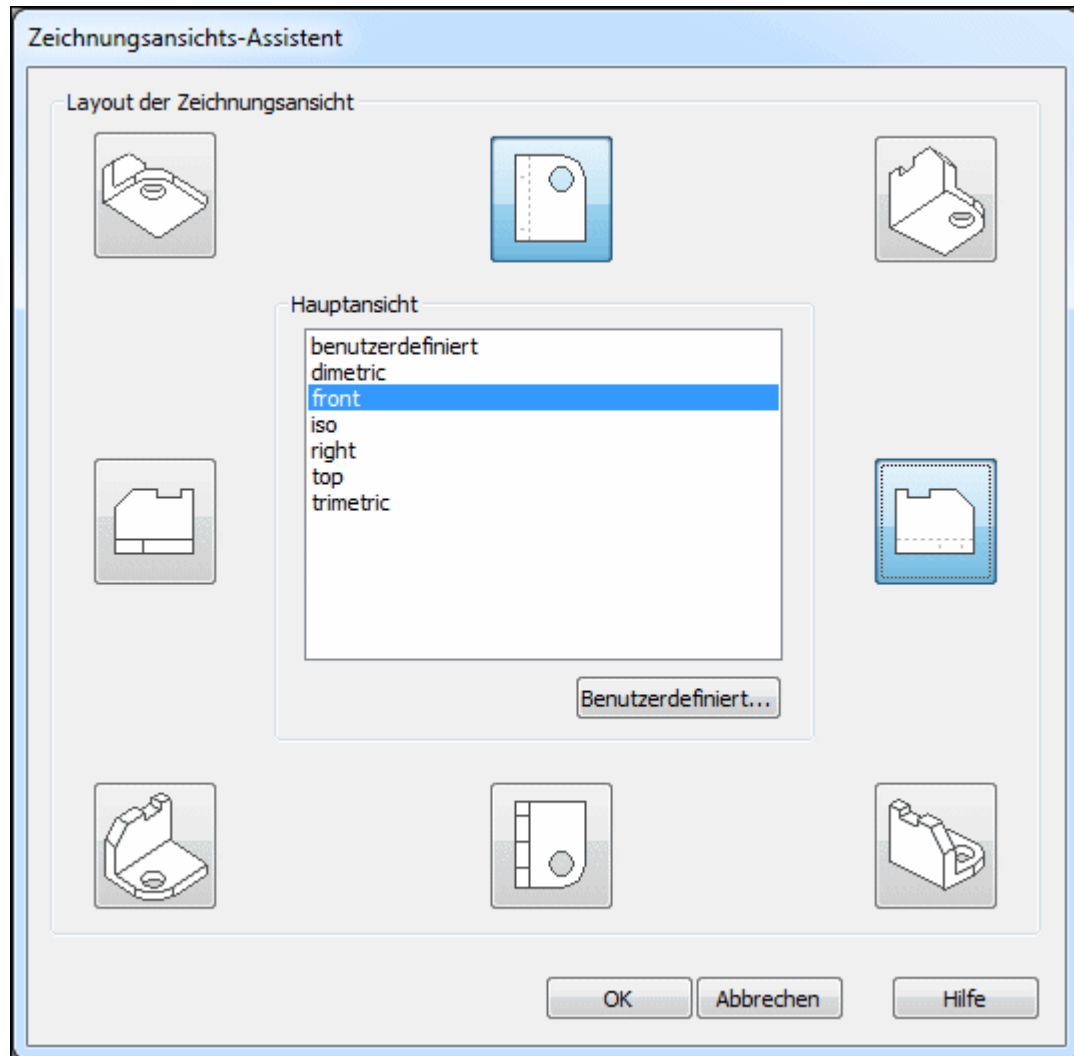 Zeichnungsansichts-Assistent
Layout der Zeichnungsansicht
Hauptansicht
benutzerdefiniert
dimetric
front
iso
right
top
trimetric
Benutzerdefiniert...
OK
Abbrechen
Hilfe